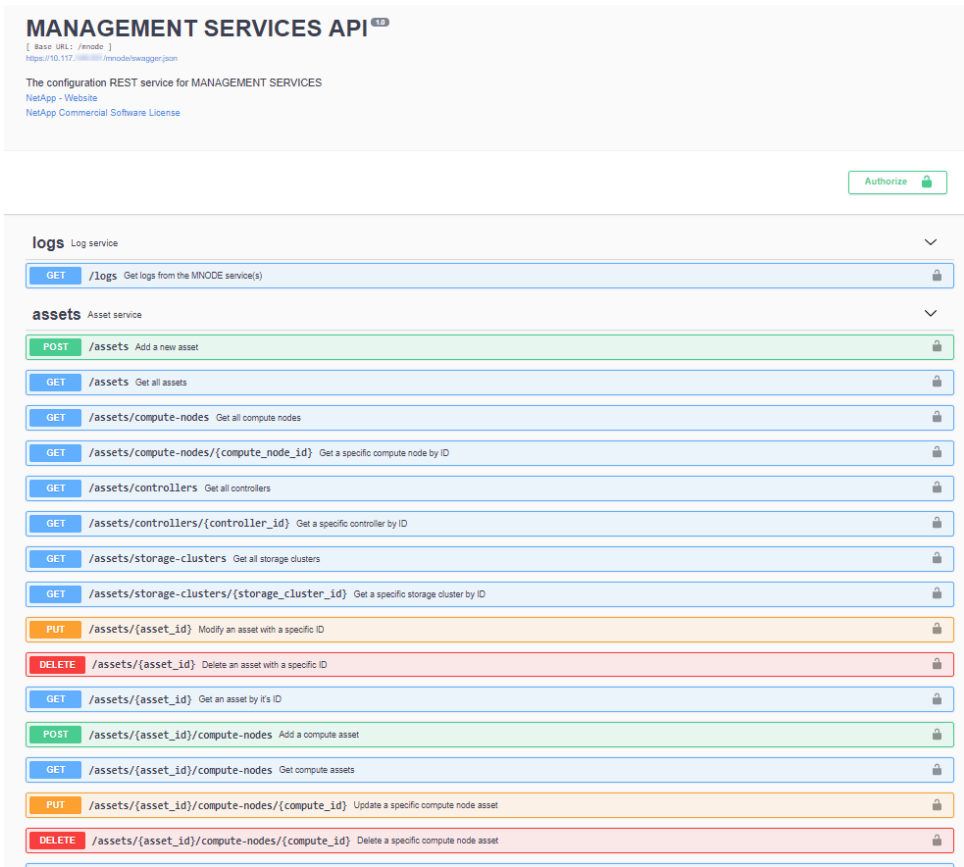 MANAGEMENT SERVICES API 1.0
[ Base URL: /mnode ]
https://10.117. /mnode/swagger.json
The configuration REST service for MANAGEMENT SERVICES
NetApp - Website
NetApp Commercial Software License
Authorize
logs Log service
GET /logs Get logs from the MNODE service(s)
assets Asset service
POST /assets Add a new asset
GET /assets Get all assets
GET /assets/compute-nodes Get all compute nodes
GET /assets/compute-nodes/{compute_node_id} Get a specific compute node by ID
GET /assets/controllers Get all controllers
GET /assets/controllers/{controller_id} Get a specific controller by ID
GET /assets/storage-clusters Get all storage clusters
GET /assets/storage-clusters/{storage_cluster_id} Get a specific storage cluster by ID
PUT /assets/{asset_id} Modify an asset with a specific ID
DELETE /assets/{asset_id} Delete an asset with a specific ID
GET /assets/{asset_id} Get an asset by it's ID
POST /assets/{asset_id}/compute-nodes Add a compute asset
GET /assets/{asset_id}/compute-nodes Get compute assets
PUT /assets/{asset_id}/compute-nodes/{compute_id} Update a specific compute node asset
DELETE /assets/{asset_id}/compute-nodes/{compute_id} Delete a specific compute node asset